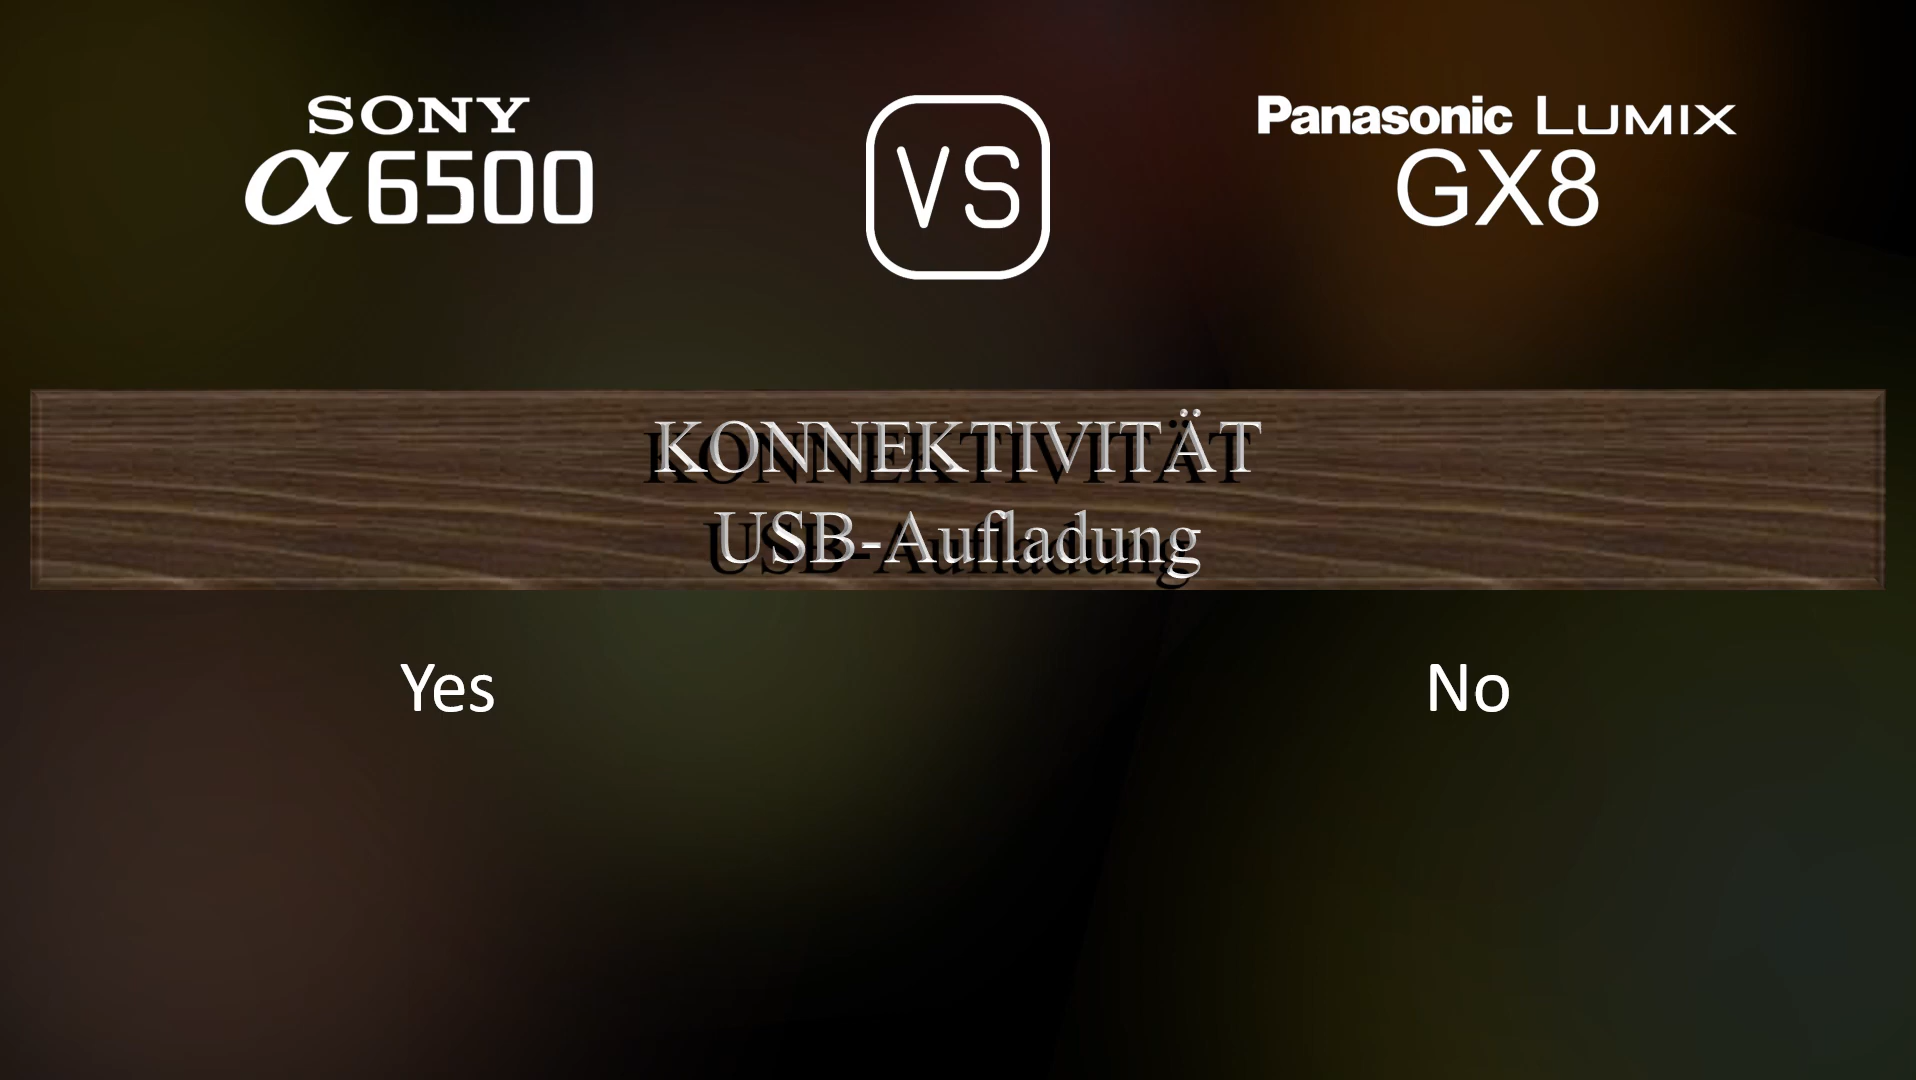 SONY
α6500
VS
Panasonic LUMIX
GX8
KONNEKTIVITÄT
USB-Aufladung
Yes
No